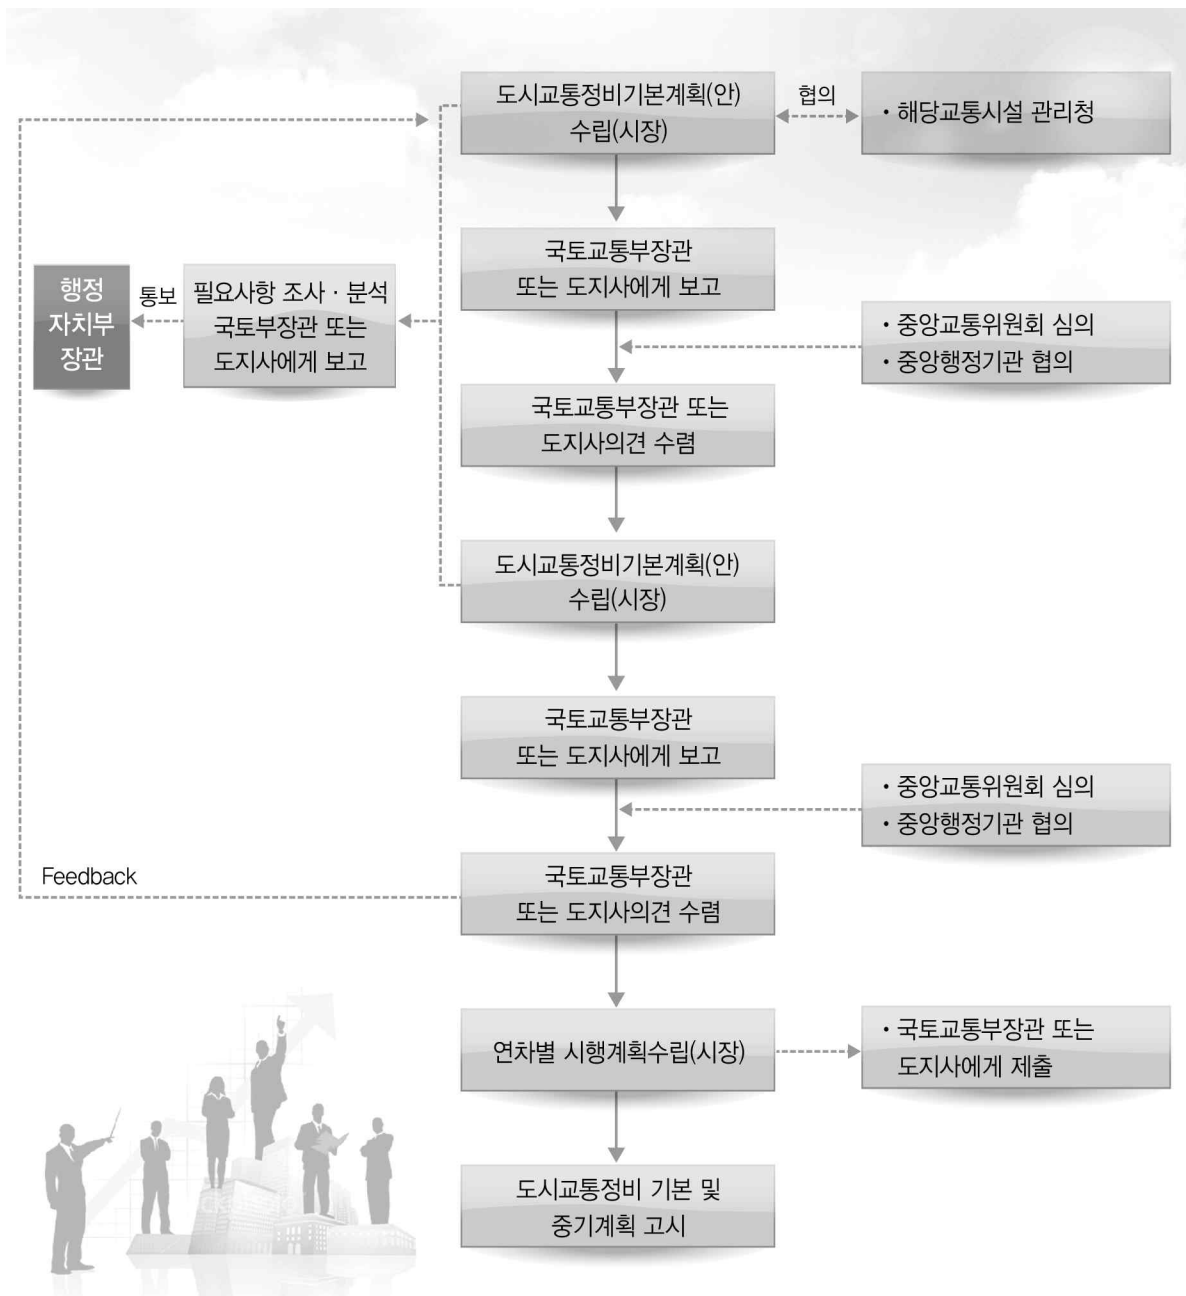 도시교통정비기본계획(안)
수립(시장)
협의
· 해당교통시설 관리청
국토교통부장관
또는 도지사에게 보고
행정
자치부
장관
통보
필요사항 조사 · 분석
국토부장관 또는
도지사에게 보고
· 중앙교통위원회 심의
· 중앙행정기관 협의
국토교통부장관 또는
도지사의견 수렴
도시교통정비기본계획(안)
수립(시장)
국토교통부장관
또는 도지사에게 보고
· 중앙교통위원회 심의
· 중앙행정기관 협의
Feedback
국토교통부장관
또는 도지사의견 수렴
연차별 시행계획수립(시장)
· 국토교통부장관 또는
도지사에게 제출
도시교통정비 기본 및
중기계획 고시